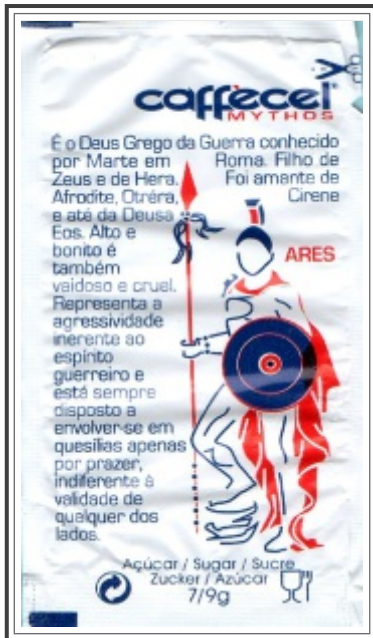 caffècel®
MYTHOS
É o Deus Grego da Guerra conhecido
por Marte em Roma. Filho de
Zeus e de Hera. Foi amante de
Afrodite, Otréra, Cirene
e até da Deusa
Eos. Alto e
bonito é
também
vaidoso e cruel.
Representa a
agressividade
inerente ao
espírito
guerreiro e
está sempre
disposto a
envolver-se em
quesílias apenas
por prazer,
indiferente à
validade de
qualquer dos
lados.
ARES
Açúcar / Sugar / Sucre
Zucker / Azúcar
7/9g